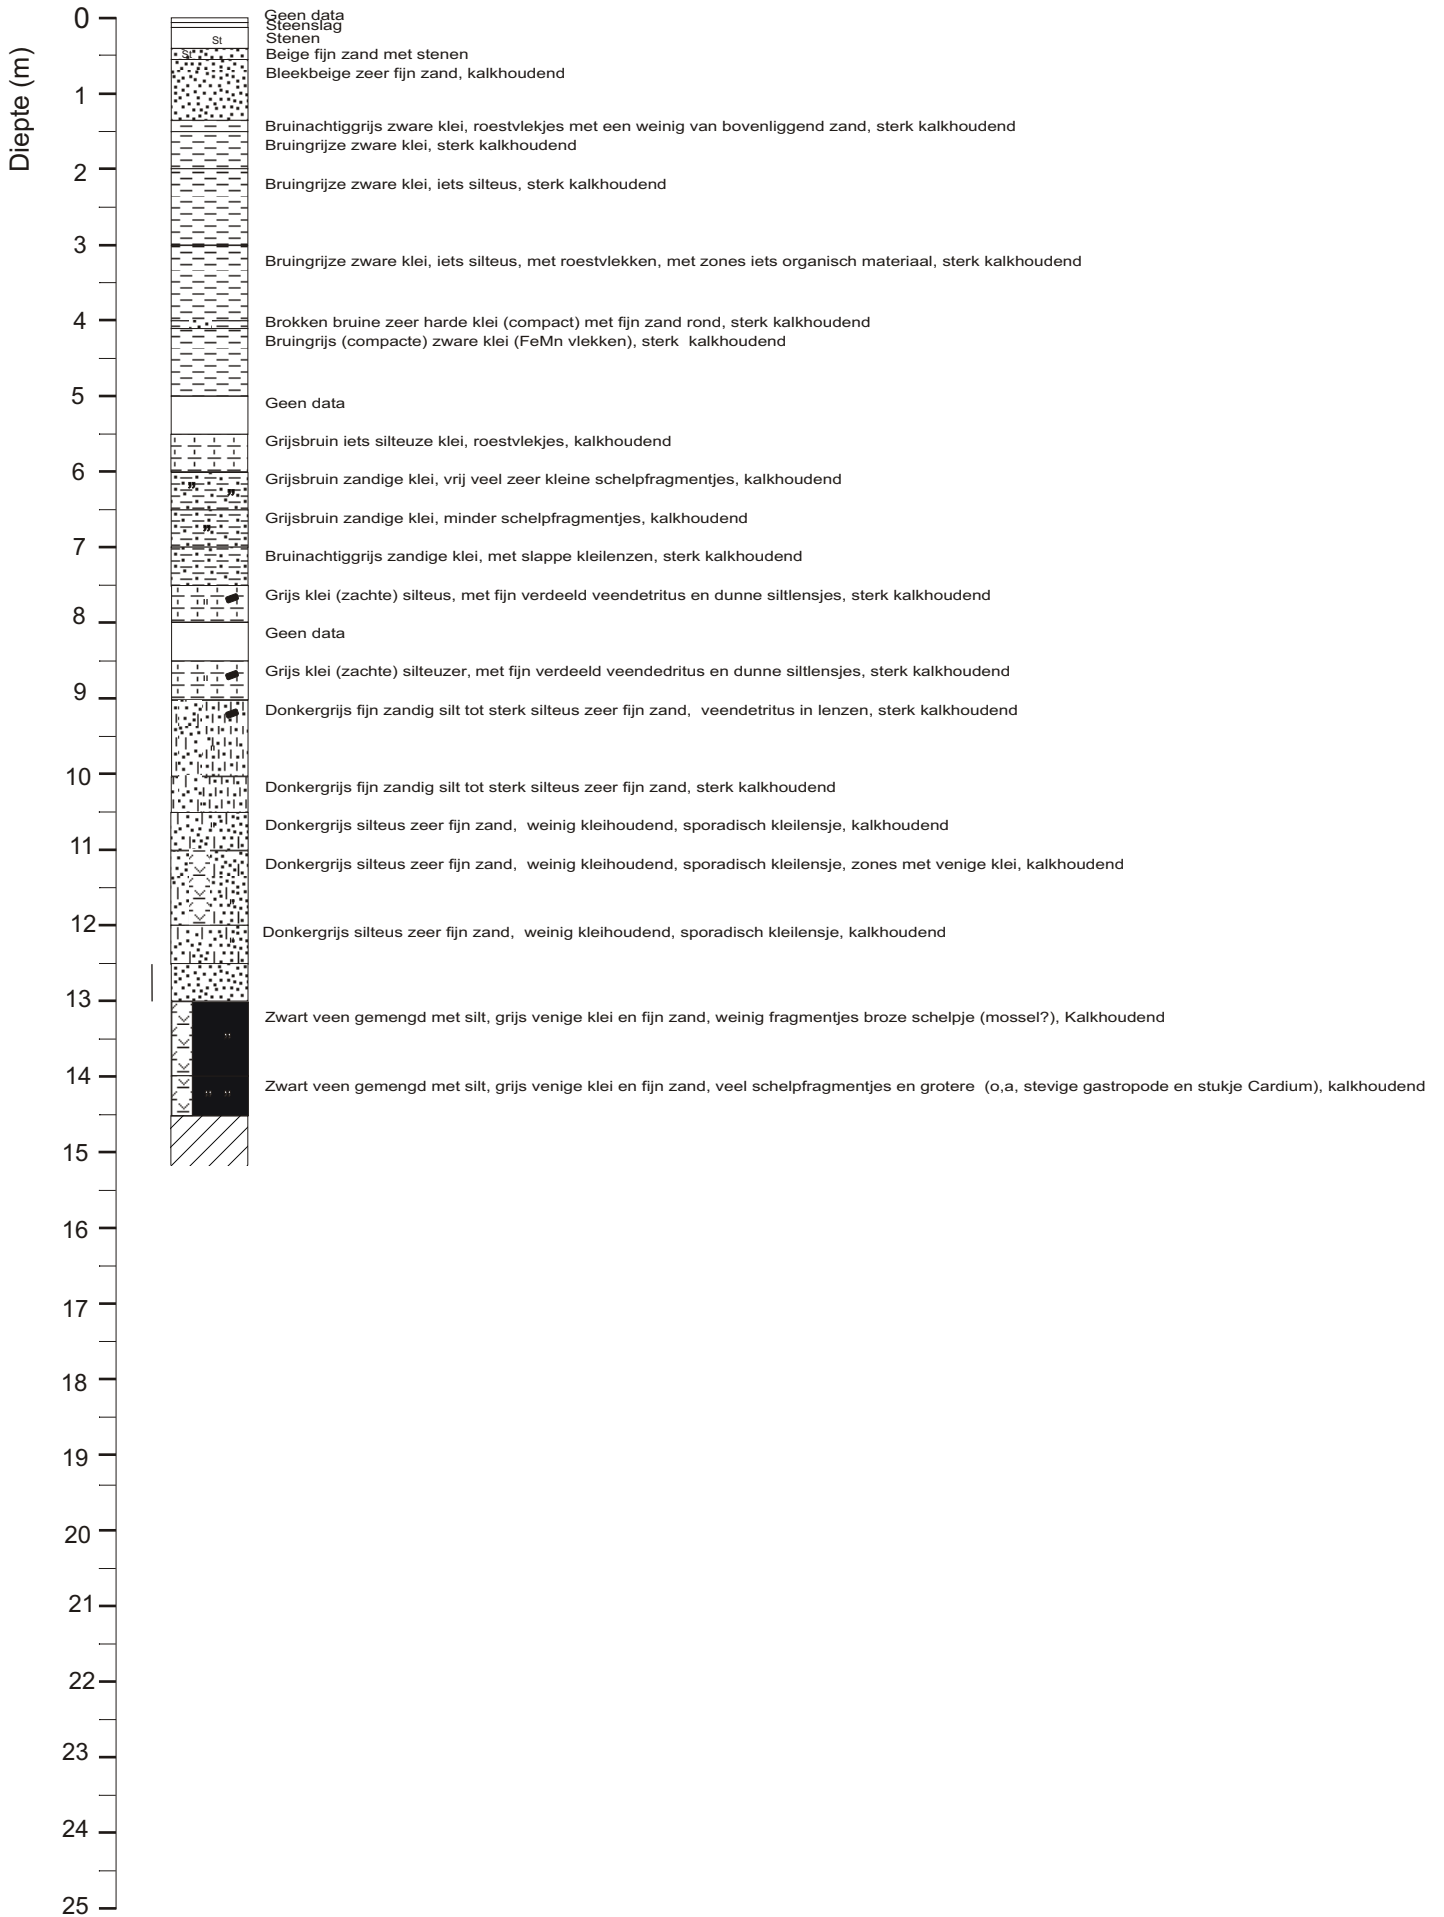 Diepte (m)
0
Geen data
Steenslag
St
Stenen
St
Beige fijn zand met stenen
Bleekbeige zeer fijn zand, kalkhoudend
1
Bruinachtiggrijs zware klei, roestvlekjes met een weinig van bovenliggend zand, sterk kalkhoudend
Bruingrijze zware klei, sterk kalkhoudend
2
Bruingrijze zware klei, iets silteus, sterk kalkhoudend
3
Bruingrijze zware klei, iets silteus, met roestvlekken, met zones iets organisch materiaal, sterk kalkhoudend
4
Brokken bruine zeer harde klei (compact) met fijn zand rond, sterk kalkhoudend
Bruingrijs (compacte) zware klei (FeMn vlekken), sterk kalkhoudend
5
Geen data
Grijsbruin iets silteuze klei, roestvlekjes, kalkhoudend
6
Grijsbruin zandige klei, vrij veel zeer kleine schelpfragmentjes, kalkhoudend
Grijsbruin zandige klei, minder schelpfragmentjes, kalkhoudend
7
Bruinachtiggrijs zandige klei, met slappe kleilenzen, sterk kalkhoudend
Grijs klei (zachte) silteus, met fijn verdeeld veendetritus en dunne siltlensjes, sterk kalkhoudend
8
Geen data
Grijs klei (zachte) silteuzer, met fijn verdeeld veendedritus en dunne siltlensjes, sterk kalkhoudend
9
Donkergrijs fijn zandig silt tot sterk silteus zeer fijn zand, veendetritus in lenzen, sterk kalkhoudend
10
Donkergrijs fijn zandig silt tot sterk silteus zeer fijn zand, sterk kalkhoudend
Donkergrijs silteus zeer fijn zand, weinig kleihoudend, sporadisch kleilensje, kalkhoudend
11
Donkergrijs silteus zeer fijn zand, weinig kleihoudend, sporadisch kleilensje, zones met venige klei, kalkhoudend
12
Donkergrijs silteus zeer fijn zand, weinig kleihoudend, sporadisch kleilensje, kalkhoudend
13
Zwart veen gemengd met silt, grijs venige klei en fijn zand, weinig fragmentjes broze schelpje (mossel?), Kalkhoudend
14
Zwart veen gemengd met silt, grijs venige klei en fijn zand, veel schelpfragmentjes en grotere (o,a, stevige gastropode en stukje Cardium), kalkhoudend
15
16
17
18
19
20
21
22
23
24
25